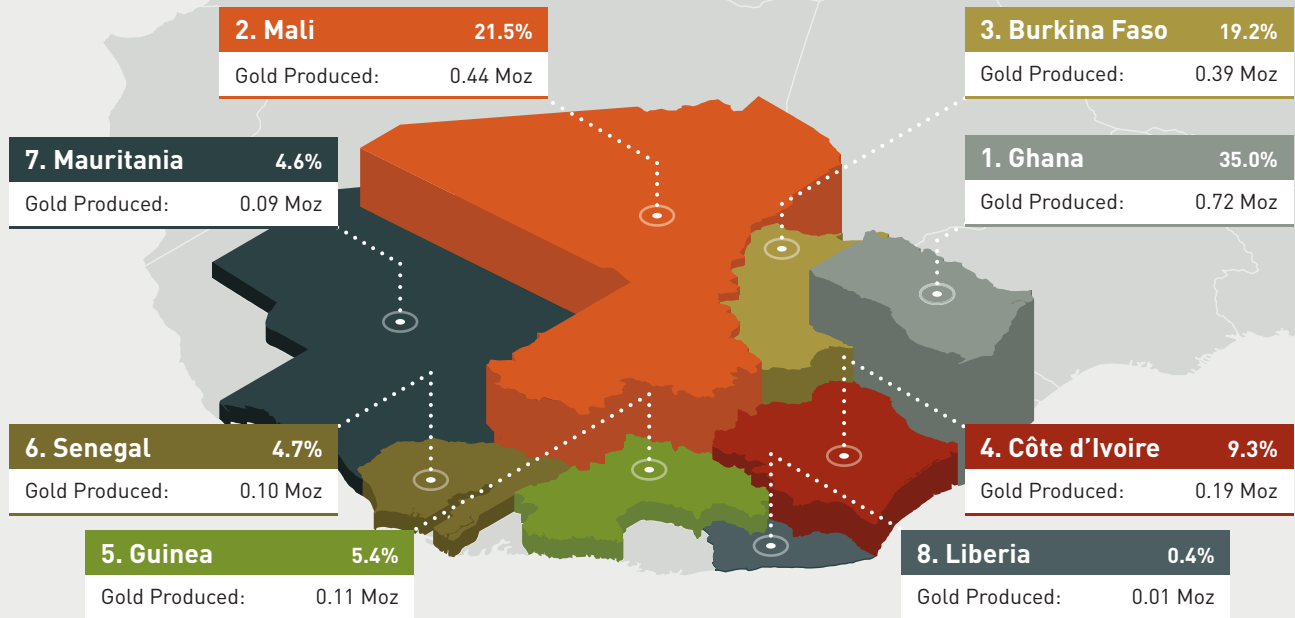 2. Mali 21.5%
Gold Produced: 0.44 Moz
3. Burkina Faso 19.2%
Gold Produced: 0.39 Moz
7. Mauritania 4.6%
Gold Produced: 0.09 Moz
1. Ghana 35.0%
Gold Produced: 0.72 Moz
6. Senegal 4.7%
Gold Produced: 0.10 Moz
4. Côte d’Ivoire 9.3%
Gold Produced: 0.19 Moz
5. Guinea 5.4%
Gold Produced: 0.11 Moz
8. Liberia 0.4%
Gold Produced: 0.01 Moz